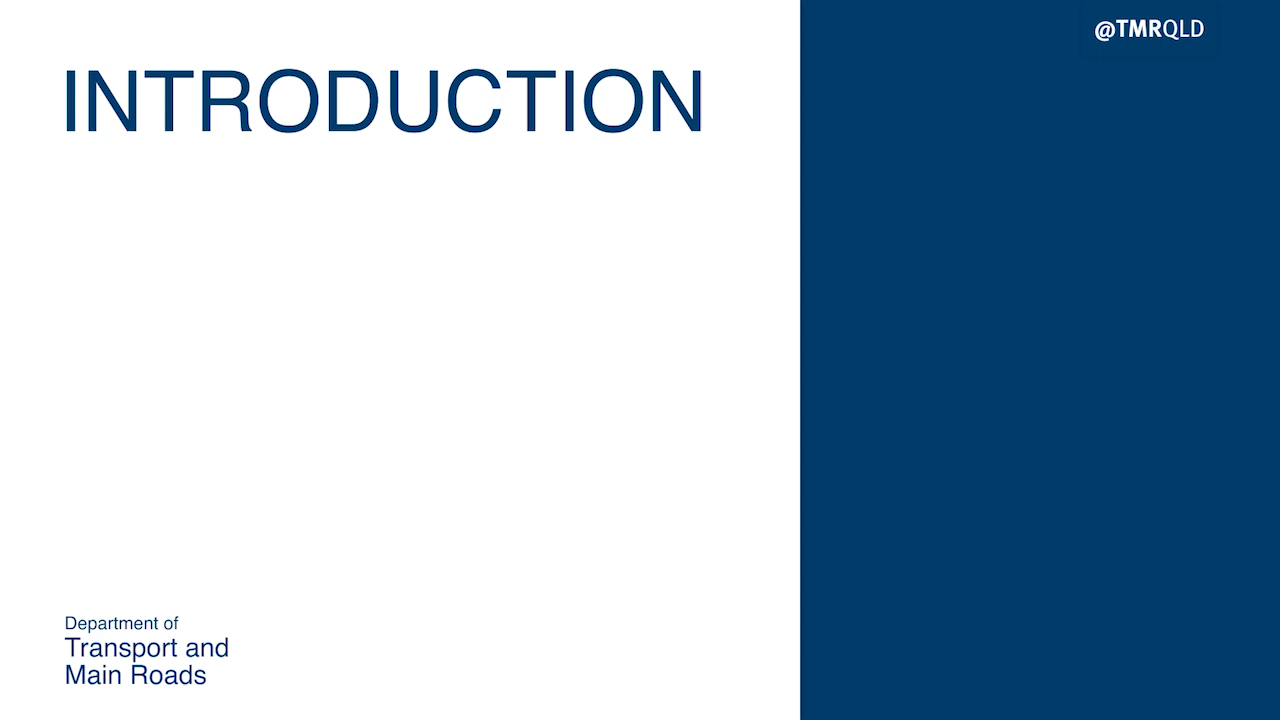 @TMRQLD
INTRODUCTION
Department of
Transport and
Main Roads